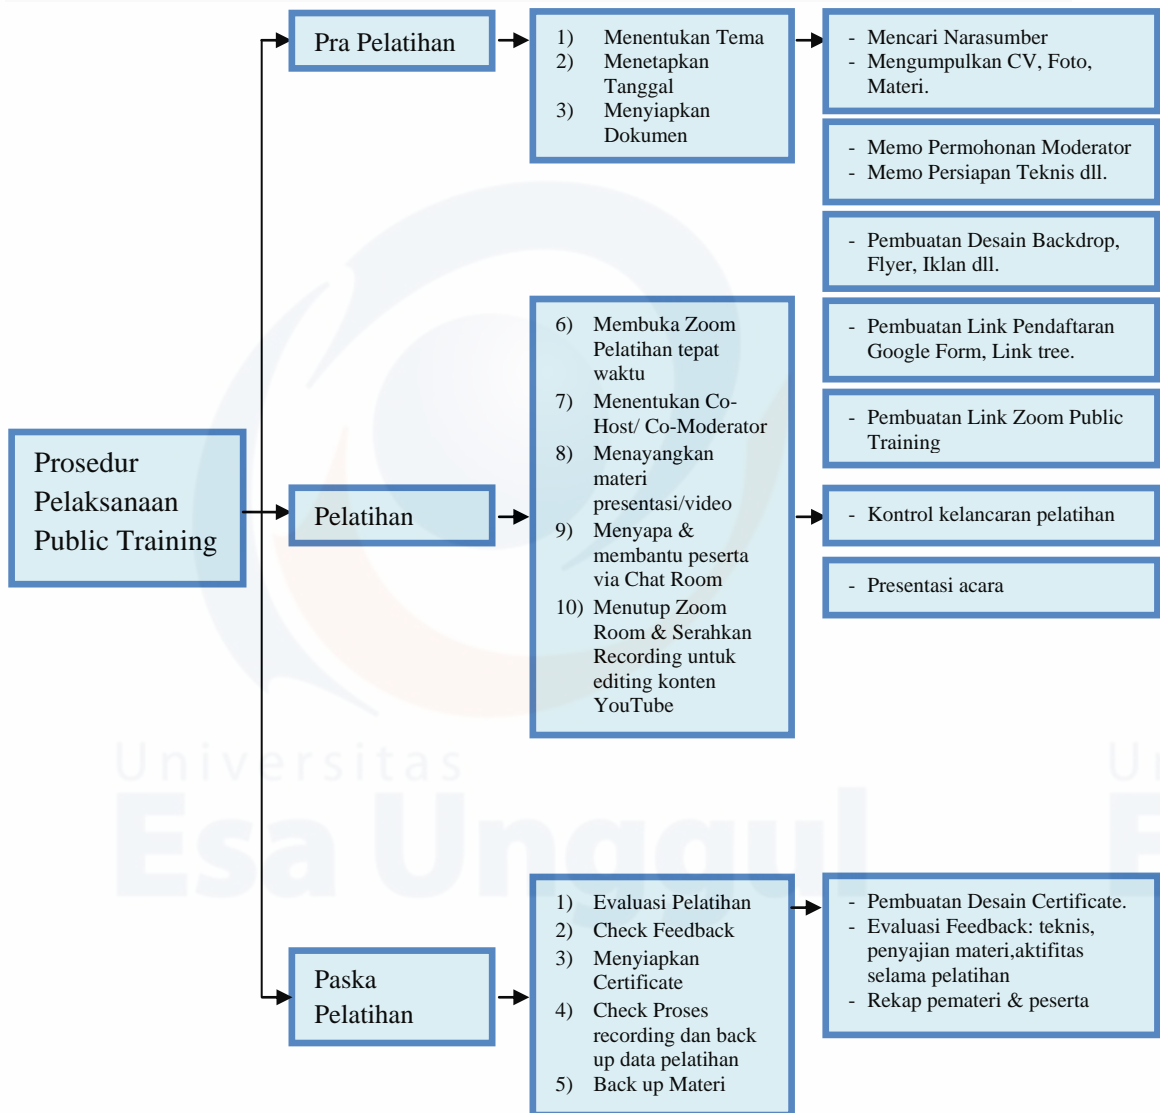 Prosedur
Pelaksanaan
Public Training
Pra Pelatihan
1) Menentukan Tema
2) Menetapkan
Tanggal
3) Menyiapkan
Dokumen
- Mencari Narasumber
- Mengumpulkan CV, Foto,
Materi.
- Memo Permohonan Moderator
- Memo Persiapan Teknis dll.
- Pembuatan Desain Backdrop,
Flyer, Iklan dll.
- Pembuatan Link Pendaftaran
Google Form, Link tree.
- Pembuatan Link Zoom Public
Training
Pelatihan
6) Membuka Zoom
Pelatihan tepat
waktu
7) Menentukan Co-
Host/ Co-Moderator
8) Menayangkan
materi
presentasi/video
9) Menyapa &
membantu peserta
via Chat Room
10) Menutup Zoom
Room & Serahkan
Recording untuk
editing konten
YouTube
- Kontrol kelancaran pelatihan
- Presentasi acara
Paska
Pelatihan
1) Evaluasi Pelatihan
2) Check Feedback
3) Menyiapkan
Certificate
4) Check Proses
recording dan back
up data pelatihan
5) Back up Materi
- Pembuatan Desain Certificate.
- Evaluasi Feedback: teknis,
penyajian materi,aktifitas
selama pelatihan
- Rekap pemateri & peserta
Universitas
Esa Unggul
Un
E